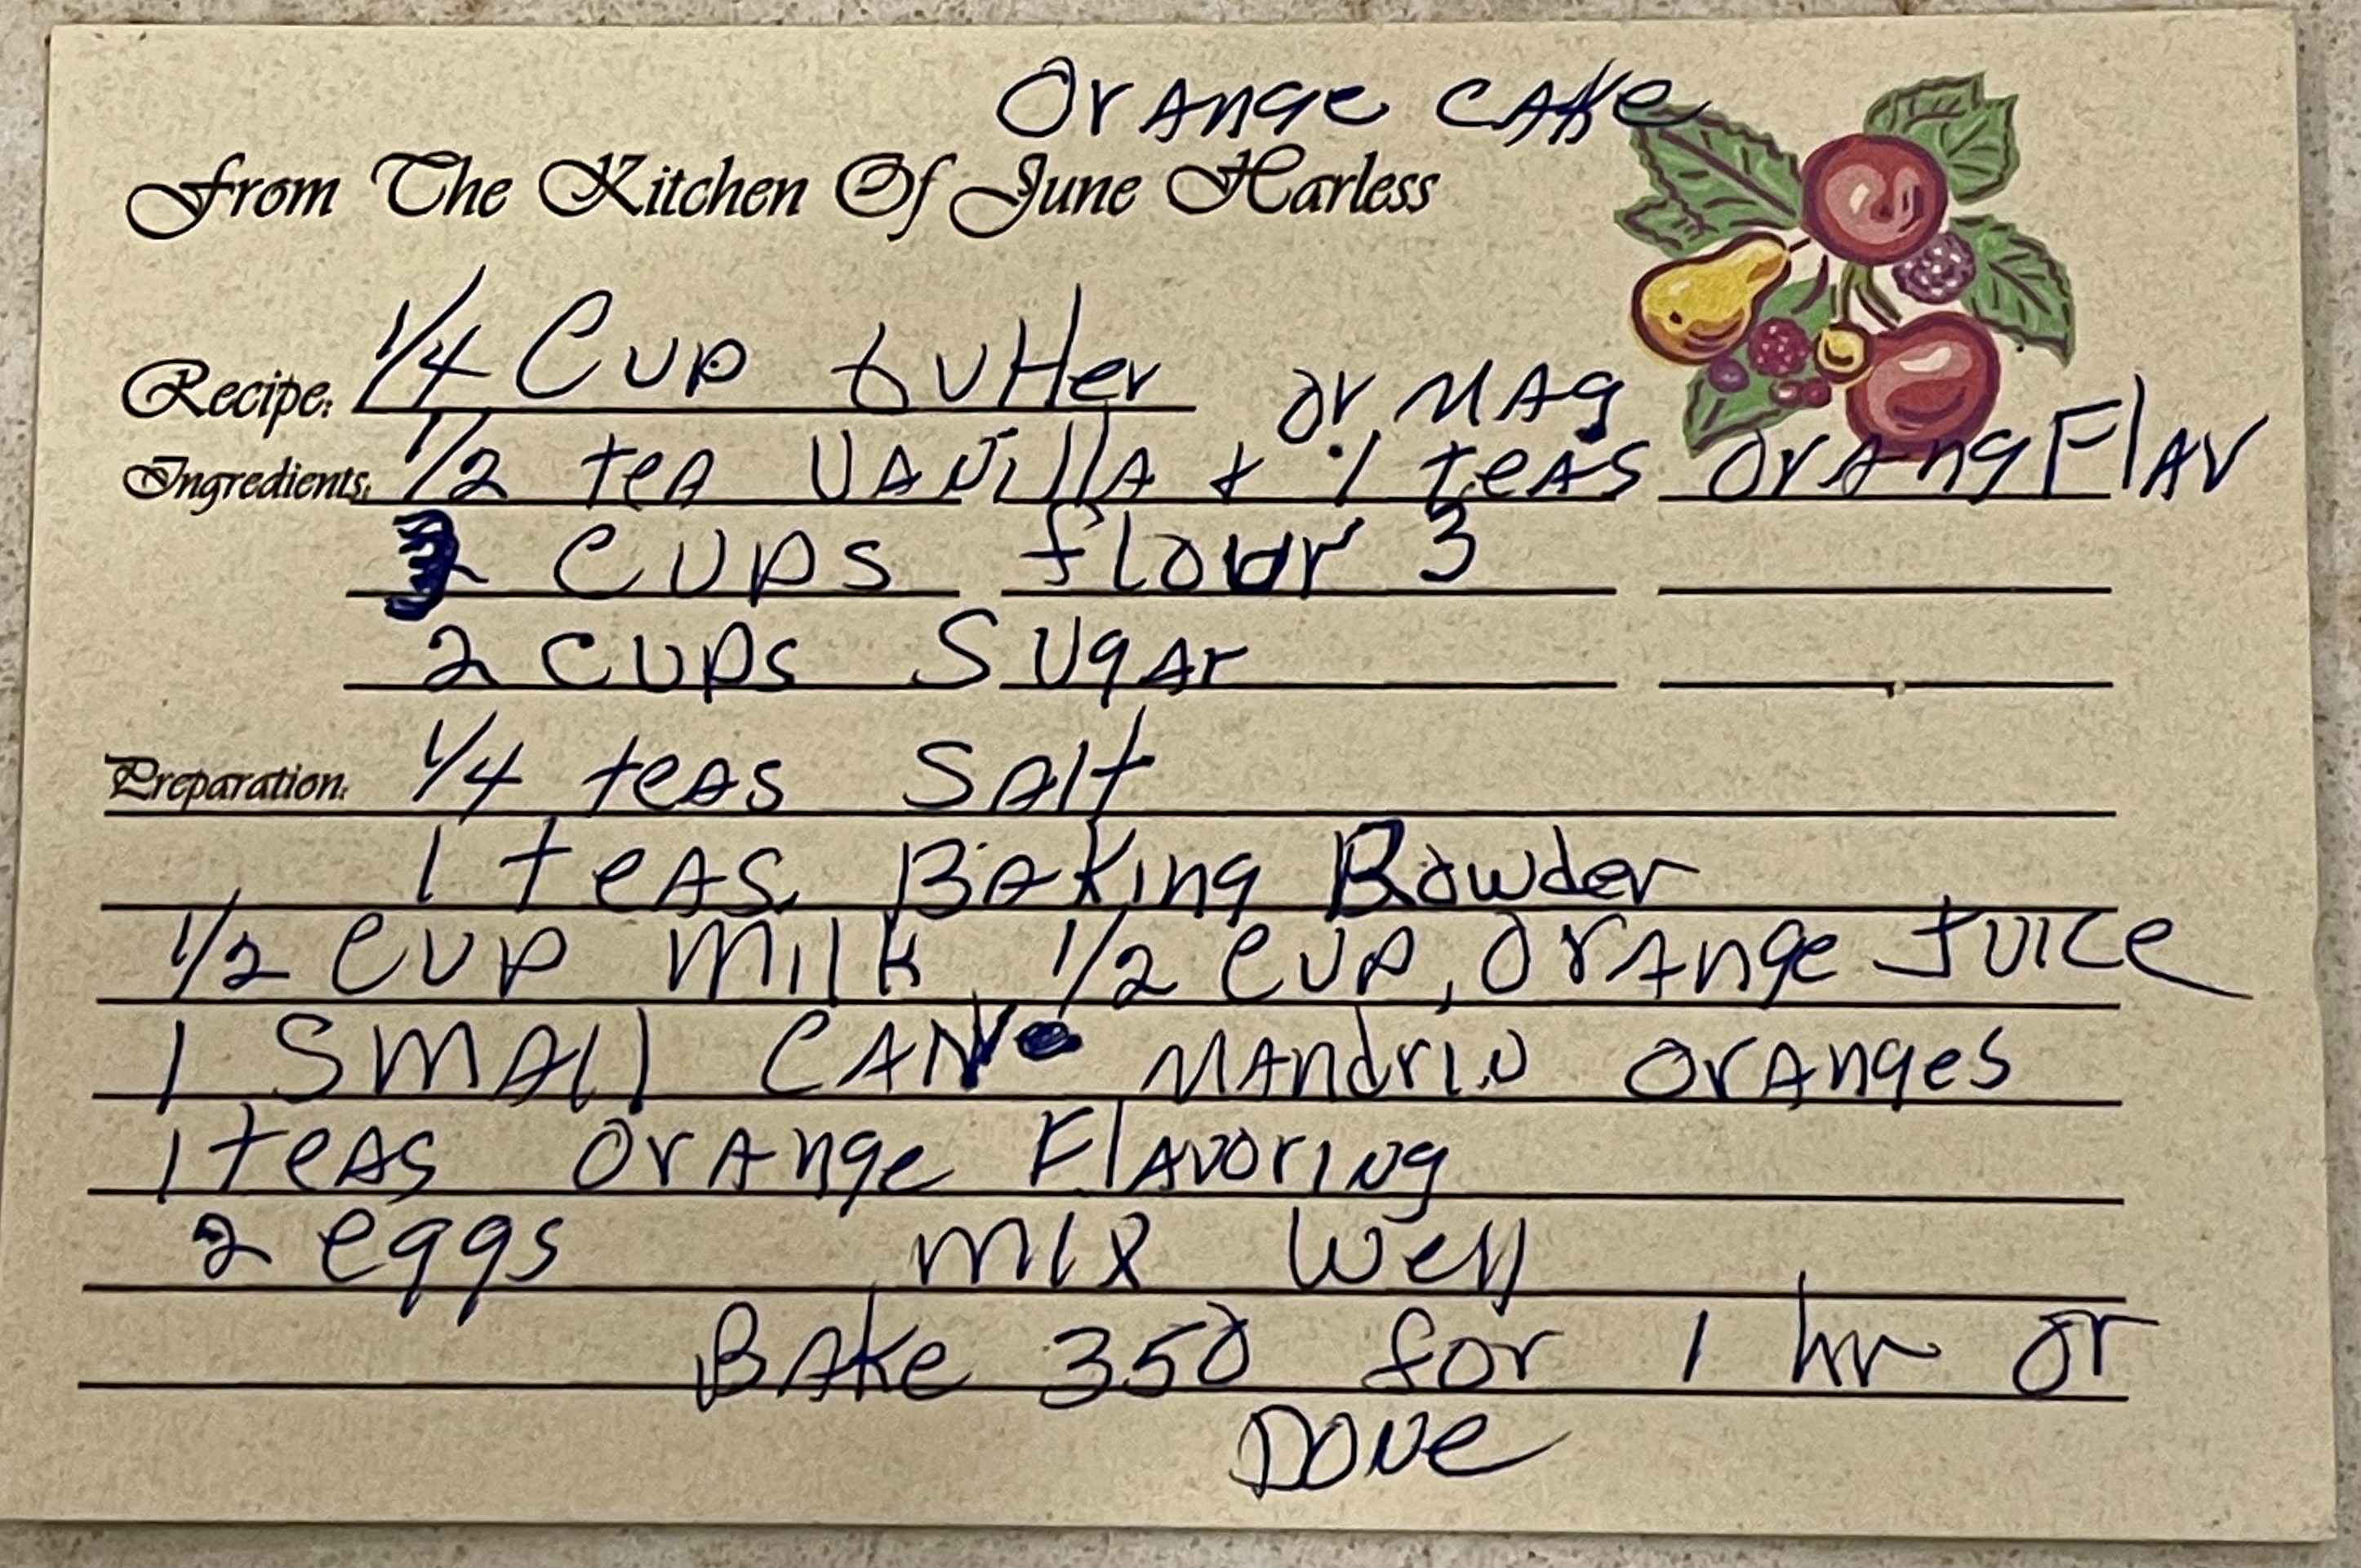 Orange Cake
From The Kitchen Of June Harless
Recipe: 1/4 Cup butter or Mag
Ingredients: 1/2 tea Vanilla + 1 teas Orang Flav
Cups flour 3
2 cups Sugar
Preparation: 1/4 teas Salt
1 teas Baking Powder
1/2 Cup Milk 1/2 Cup, Orange Juice
1 Small Can Mandrin Oranges
1 teas Orange Flavoring
2 eggs Mix Well
Bake 350 for 1 hr or
Done